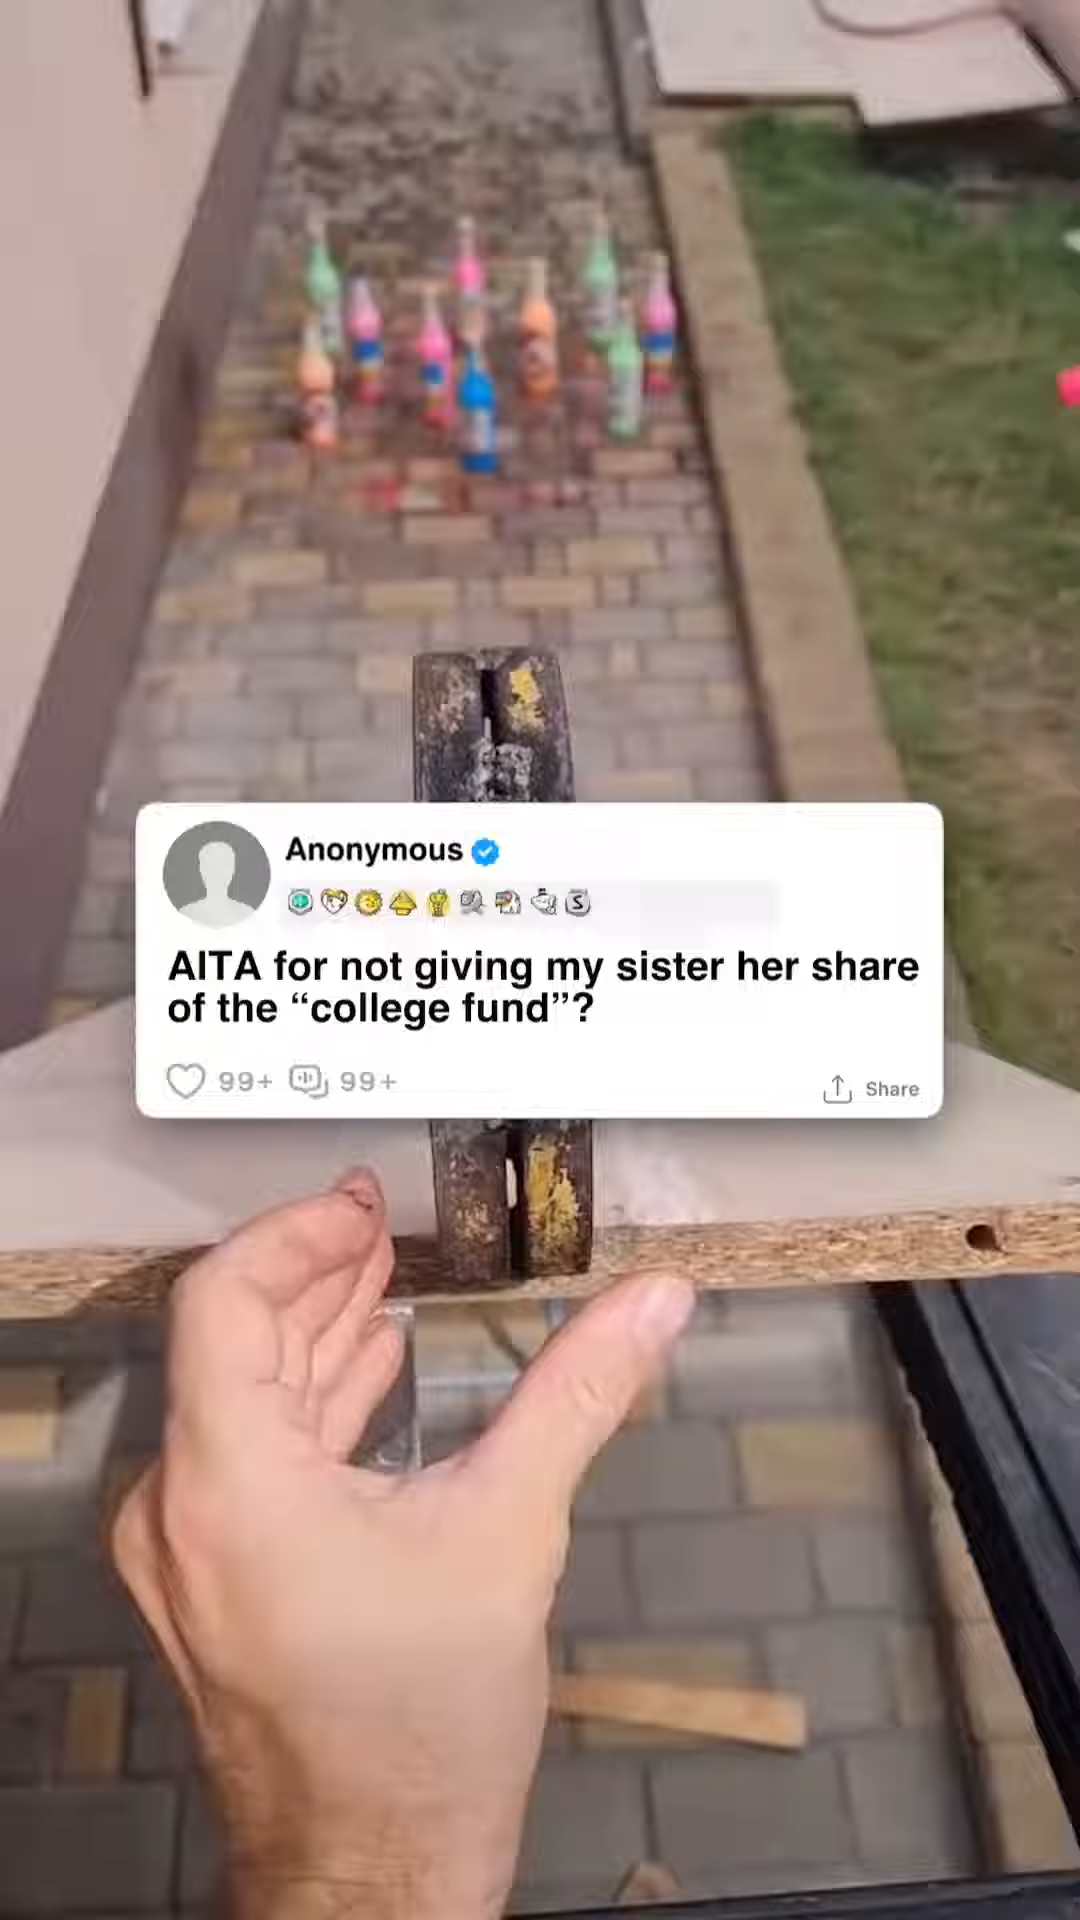 Anonymous
AITA for not giving my sister her share
of the “college fund”?
99+ 99+ Share